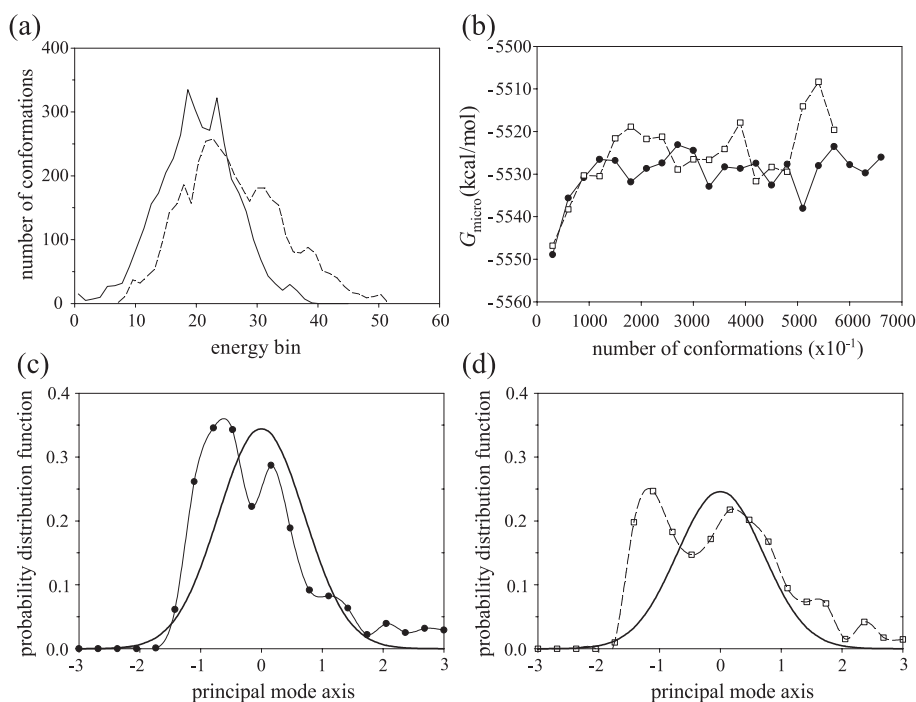 (a)
400
300
200
100
0
number of conformations
0 10 20 30 40 50 60
energy bin
(b)
-5500
-5510
-5520
-5530
-5540
-5550
-5560
Gmicro(kcal/mol)
0 1000 2000 3000 4000 5000 6000 7000
number of conformations (x10-1)
(c)
0.4
0.3
0.2
0.1
0.0
probability distribution function
-3 -2 -1 0 1 2 3
principal mode axis
(d)
0.4
0.3
0.2
0.1
0.0
probability distribution function
-3 -2 -1 0 1 2 3
principal mode axis